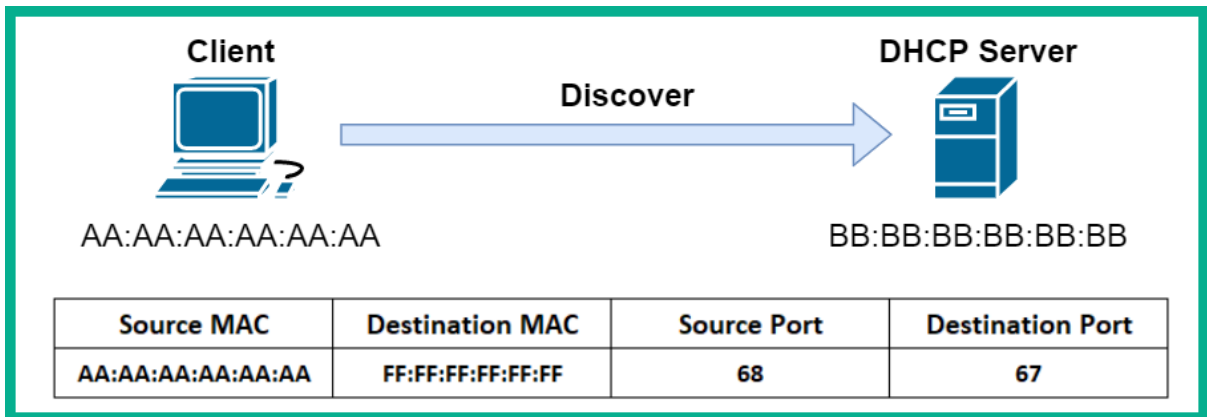 Client
DHCP Server
Discover
AA:AA:AA:AA:AA:AA
BB:BB:BB:BB:BB:BB
Source MAC Destination MAC Source Port Destination Port
AA:AA:AA:AA:AA:AA FF:FF:FF:FF:FF:FF 68 67